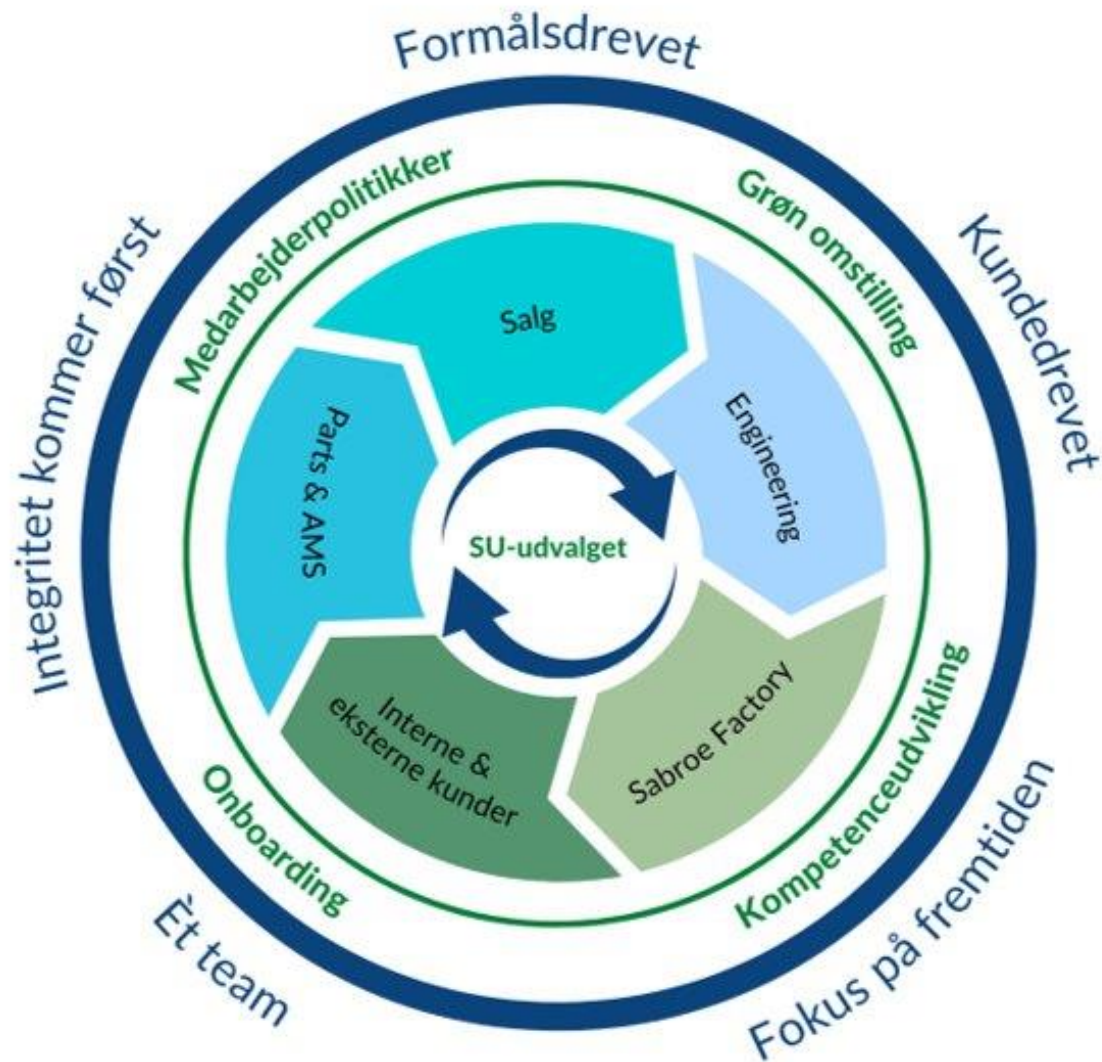 Formålsdrevet
Kundedrevet
Fokus på fremtiden
Èt team
Integritet kommer først
Medarbejderpolitikker
Grøn omstilling
Kompetenceudvikling
Onboarding
Salg
Engineering
Sabroe Factory
Interne &
eksterne kunder
Parts & AMS
SU-udvalget